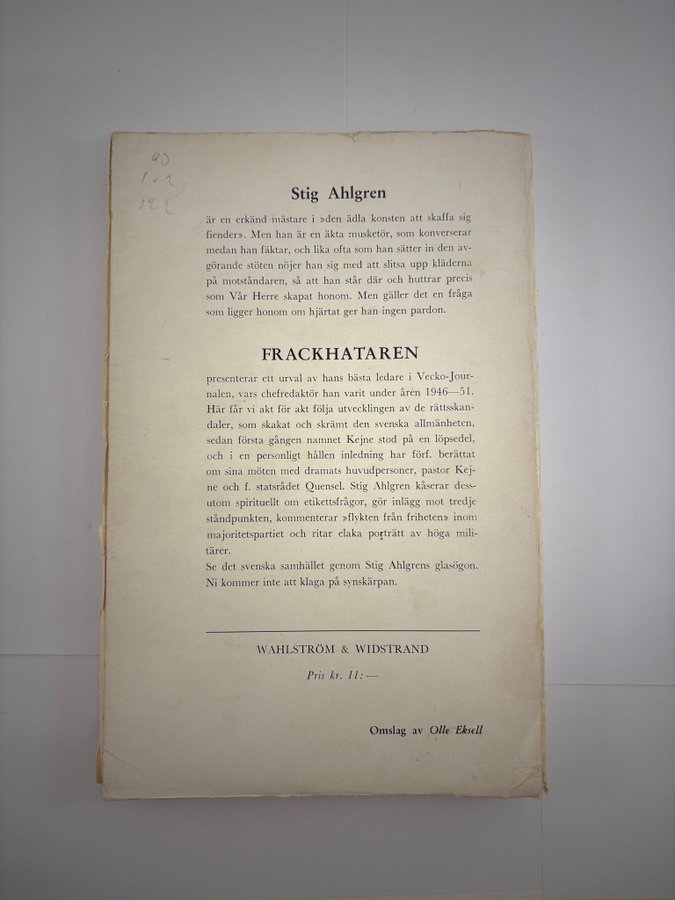 Stig Ahlgren
är en erkänd mästare i »den ädla konsten att skaffa sig
fiender». Men han är en äkta musketör, som konverserar
medan han fäktar, och lika ofta som han sätter in den av-
görande stöten nöjer han sig med att slitsa upp kläderna
på motståndaren, så att han står där och huttrar precis
som Vår Herre skapat honom. Men gäller det en fråga
som ligger honom om hjärtat ger han ingen pardon.
FRACKHATAREN
presenterar ett urval av hans bästa ledare i Vecko-Jour-
nalen, vars chefredaktör han varit under åren 1946—51.
Här får vi akt för akt följa utvecklingen av de rättsskan-
daler, som skakat och skrämt den svenska allmänheten,
sedan första gången namnet Kejne stod på en löpsedel,
och i en personligt hållen inledning har förf. berättat
om sina möten med dramats huvudpersoner, pastor Kej-
ne och f. statsrådet Quensel. Stig Ahlgren kåserar dess-
utom spirituellt om etikettsfrågor, gör inlägg mot tredje
ståndpunkten, kommenterar »flykten från friheten» inom
majoritetspartiet och ritar elaka porträtt av höga mili-
tärer.
Se det svenska samhället genom Stig Ahlgrens glasögon.
Ni kommer inte att klaga på synskärpan.
WAHLSTRÖM & WIDSTRAND
Pris kr. 11: —
Omslag av Olle Eksell